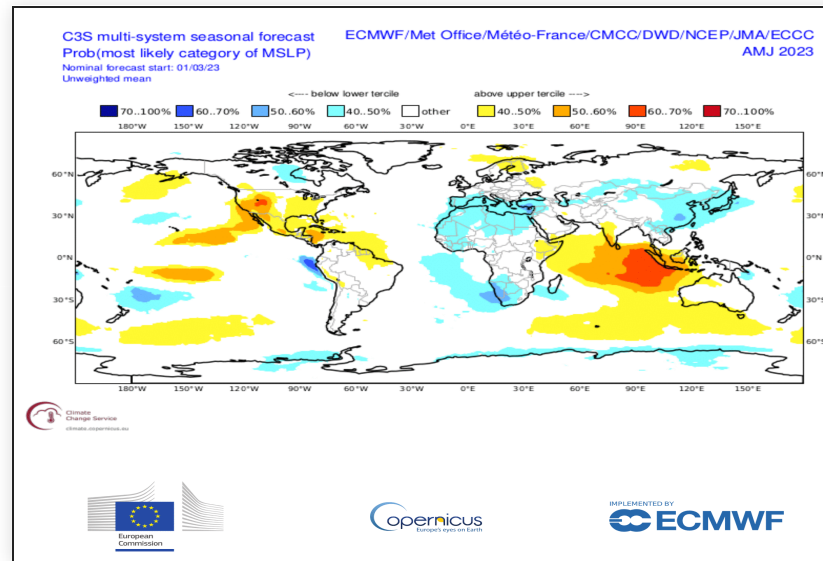 C3S multi-system seasonal forecast
Prob(most likely category of MSLP)
Nominal forecast start: 01/03/23
Unweighted mean
ECMWF/Met Office/Météo-France/CMCC/DWD/NCEP/JMA/ECCC
AMJ 2023
<---- below lower tercile
above upper tercile ---->
70..100% 60..70% 50..60% 40..50% other 40..50% 50..60% 60..70% 70..100%
180°W 150°W 120°W 90°W 60°W 30°W 0°E 30°E 60°E 90°E 120°E 150°E
60°N 60°N
30°N 30°N
0°N 0°N
30°S 30°S
60°S 60°S
180°W 150°W 120°W 90°W 60°W 30°W 0°E 30°E 60°E 90°E 120°E 150°E
Climate
Change Service
climate.copernicus.eu
European
Commission
opernicus
Europe's eyes on Earth
IMPLEMENTED BY
ECMWF